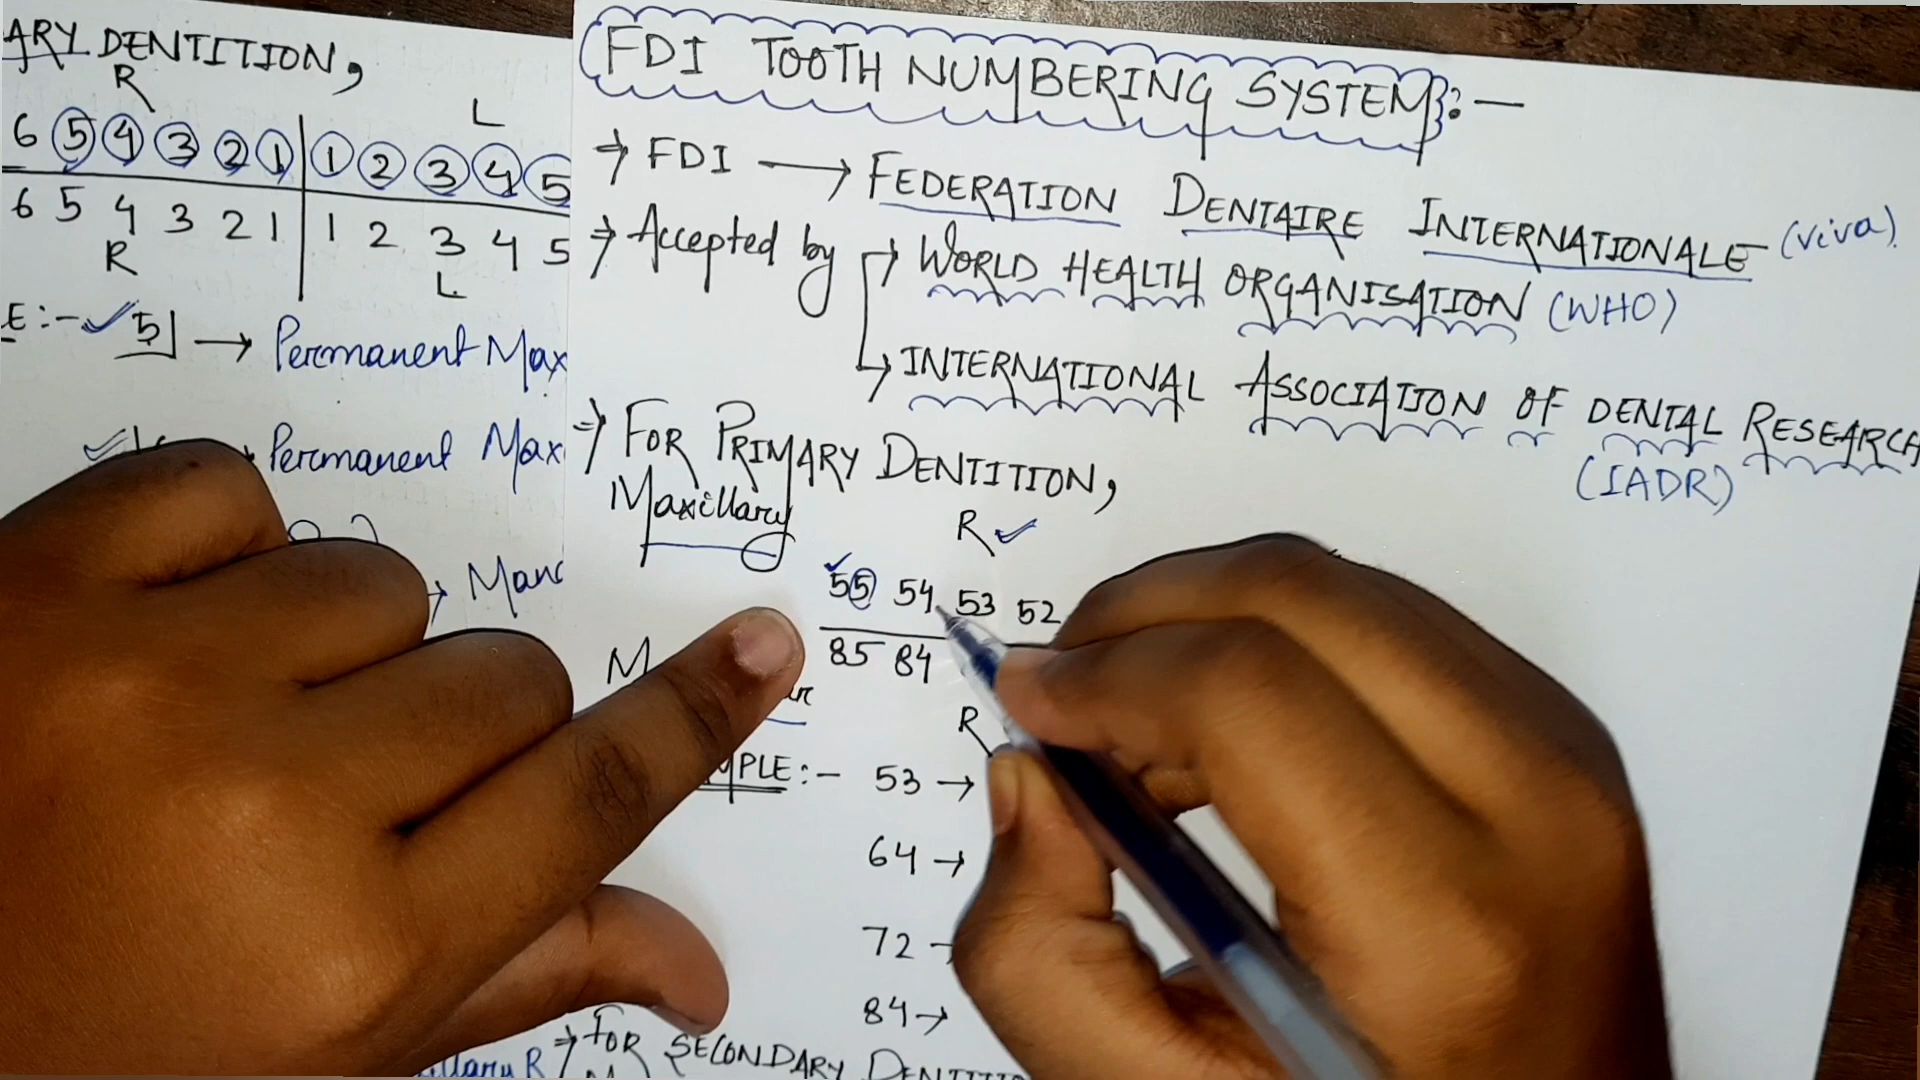 ARY DENTITION,
R L
6 5 4 3 2 1 1 2 3 4 5
6 5 4 3 2 1 1 2 3 4 5
R L
E:- 5 → Permanent Max
Permanent Max
→ Mand
FDI TOOTH NUMBERING SYSTEM:-
⇒ FDI → FEDERATION DENTAIRE INTERNATIONALE (viva)
⇒ Accepted by → WORLD HEALTH ORGANISATION (WHO)
→ INTERNATIONAL ASSOCIATION OF DENTAL RESEARCH
(IADR)
⇒ FOR PRIMARY DENTITION,
Maxillary R
55 54 53 52
85 84
R
MPLE:- 53 →
64 →
72
84 →
⇒ FOR SECONDARY DENTITIO